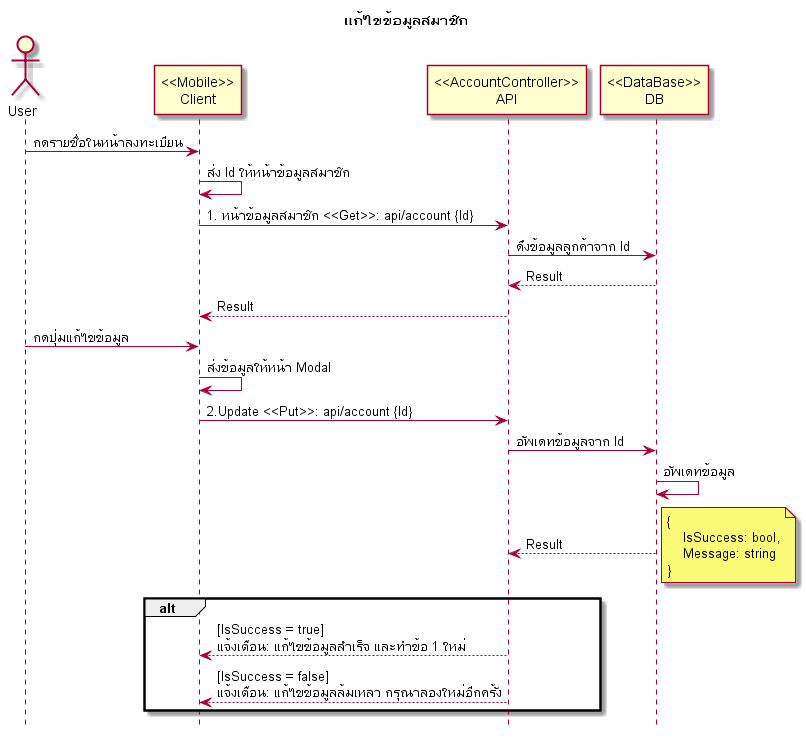 แก้ไขข้อมูลสมาชิก
User
<<Mobile>>
Client
<<AccountController>>
API
<<DataBase>>
DB
กดรายชื่อในหน้าลงทะเบียน
ส่ง Id ให้หน้าข้อมูลสมาชิก
1. หน้าข้อมูลสมาชิก <<Get>>: api/account {Id}
ดึงข้อมูลลูกค้าจาก Id
Result
Result
กดปุ่มแก้ไขข้อมูล
ส่งข้อมูลให้หน้า Modal
2.Update <<Put>>: api/account {Id}
อัพเดทข้อมูลจาก Id
อัพเดทข้อมูล
{
IsSuccess: bool,
Message: string
}
Result
alt
[IsSuccess = true]
แจ้งเตือน: แก้ไขข้อมูลสำเร็จ และทำข้อ 1 ใหม่
[IsSuccess = false]
แจ้งเตือน: แก้ไขข้อมูลล้มเหลว กรุณาลองใหม่อีกครั้ง